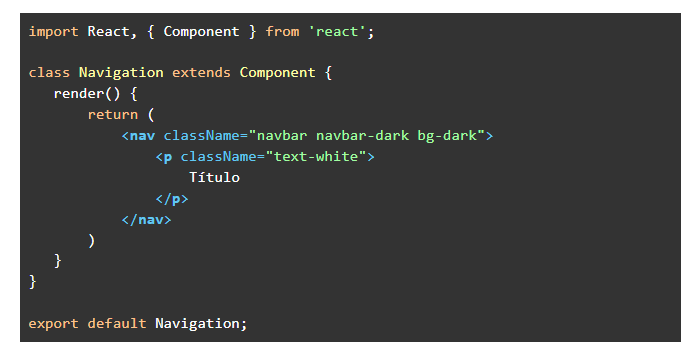 import React, { Component } from 'react';
class Navigation extends Component {
render() {
return (
<nav className="navbar navbar-dark bg-dark">
<p className="text-white">
Título
</p>
</nav>
)
}
}
export default Navigation;